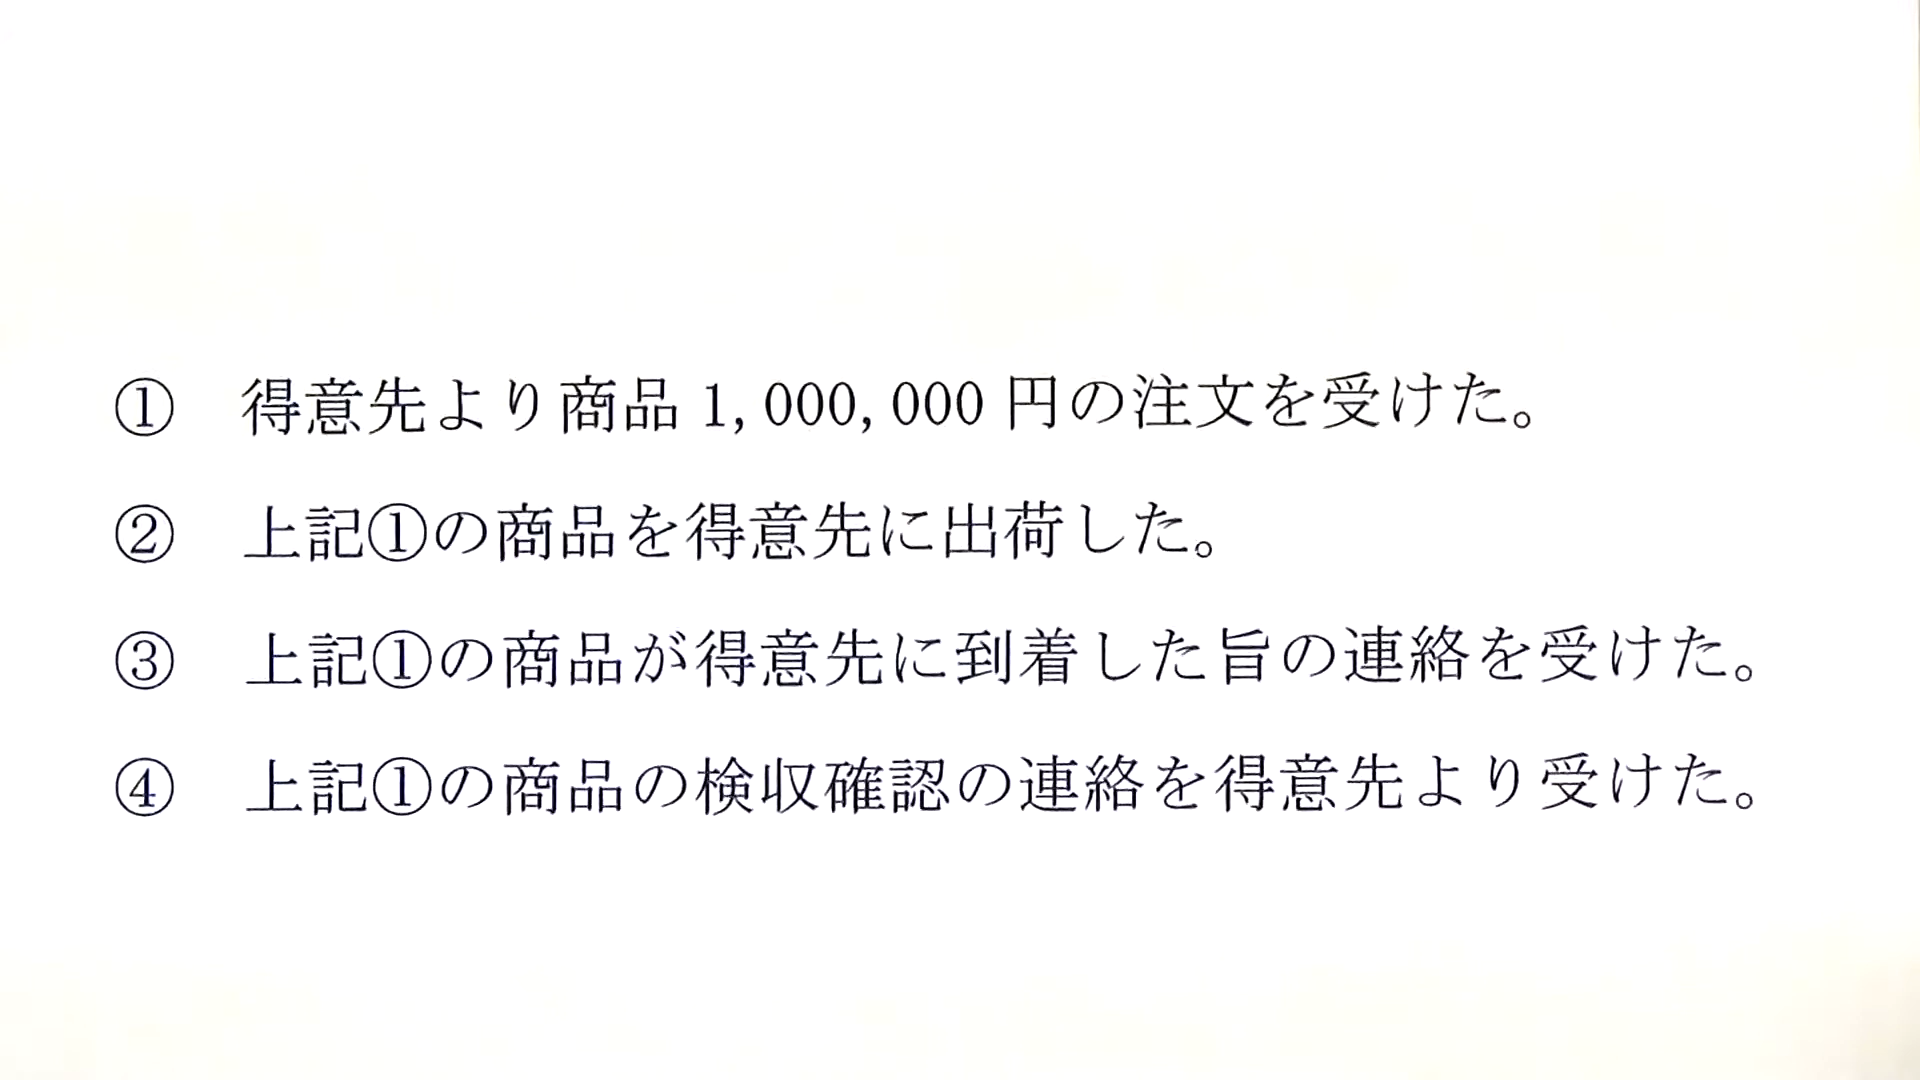 ① 得意先より商品 1,000,000 円の注文を受けた。
② 上記①の商品を得意先に出荷した。
③ 上記①の商品が得意先に到着した旨の連絡を受けた。
④ 上記①の商品の検収確認の連絡を得意先より受けた。